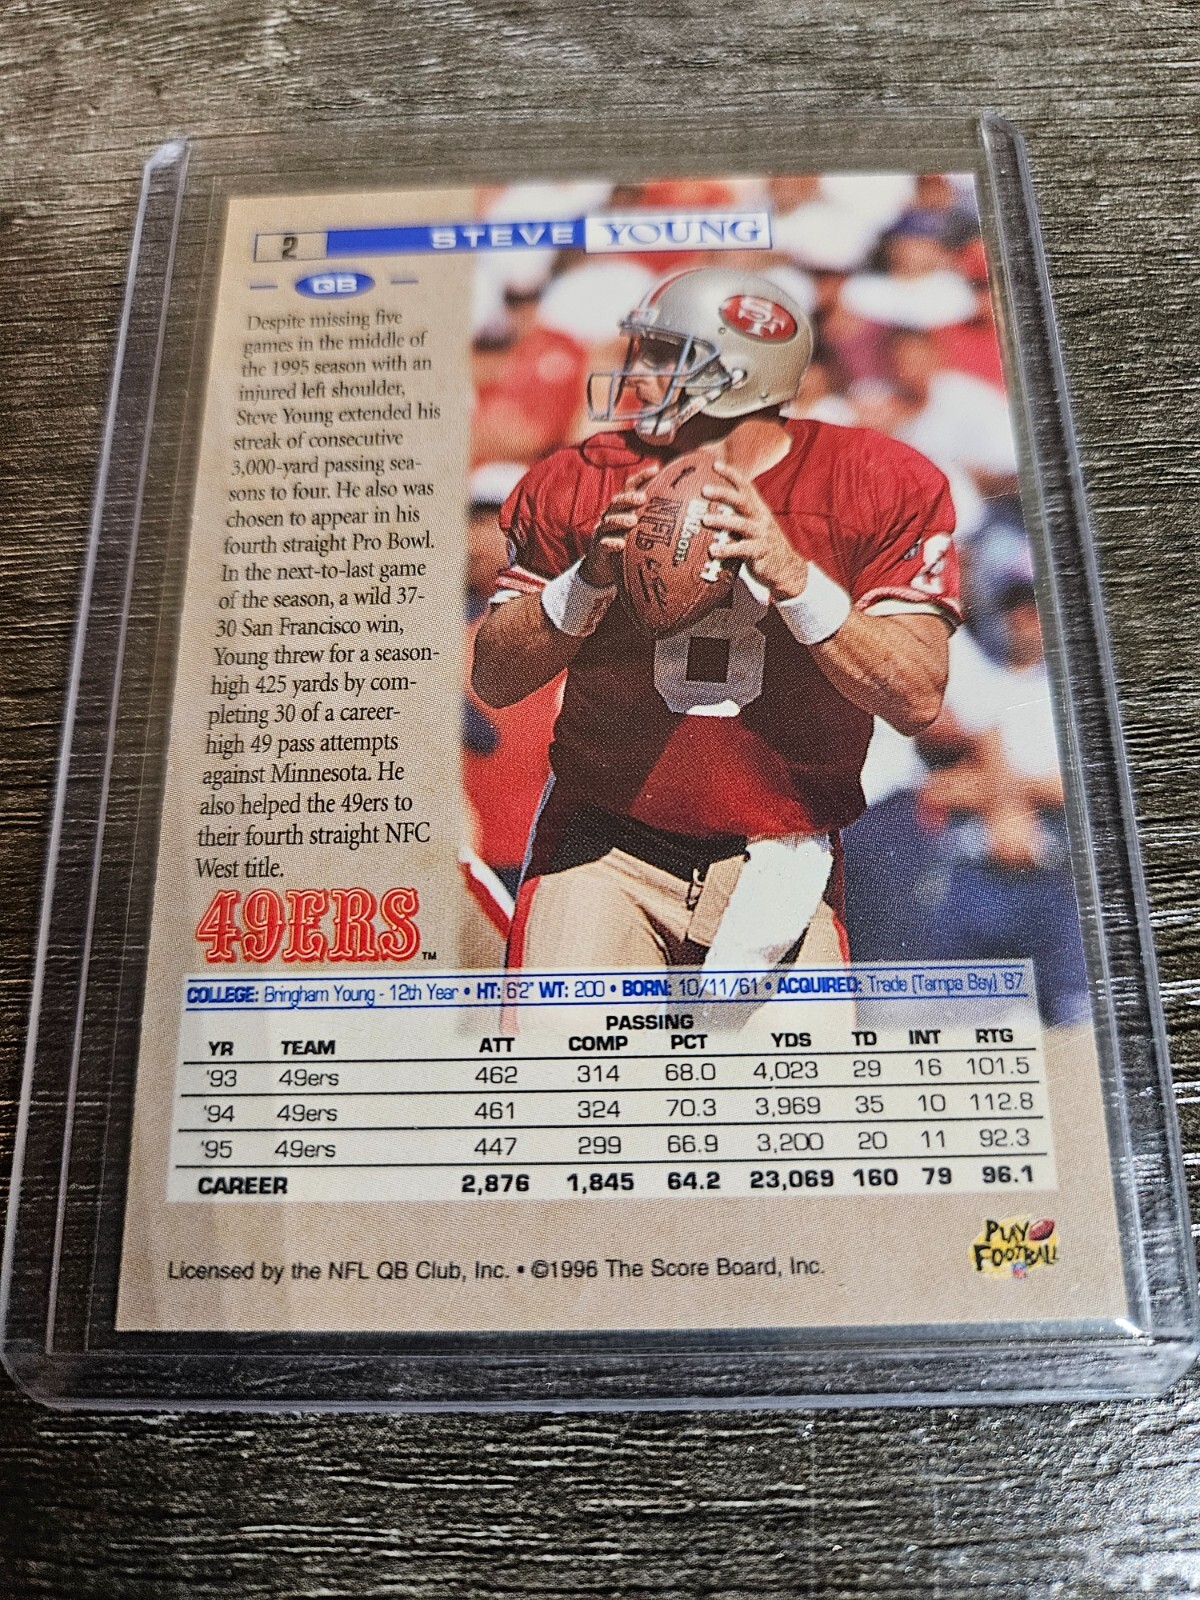 2 STEVE YOUNG
QB
Despite missing five
games in the middle of
the 1995 season with an
injured left shoulder,
Steve Young extended his
streak of consecutive
3,000-yard passing sea-
sons to four. He also was
chosen to appear in his
fourth straight Pro Bowl.
In the next-to-last game
of the season, a wild 37-
30 San Francisco win,
Young threw for a season-
high 425 yards by com-
pleting 30 of a career-
high 49 pass attempts
against Minnesota. He
also helped the 49ers to
their fourth straight NFC
West title.
49ERS™
SF
NFL
Wilson
8
8
COLLEGE: Bringham Young - 12th Year • HT: 6'2" WT: 200 • BORN: 10/11/61 • ACQUIRED: Trade (Tampa Bay) '87
PASSING
YR TEAM ATT COMP PCT YDS TD INT RTG
'93 49ers 462 314 68.0 4,023 29 16 101.5
'94 49ers 461 324 70.3 3,969 35 10 112.8
'95 49ers 447 299 66.9 3,200 20 11 92.3
CAREER 2,876 1,845 64.2 23,069 160 79 96.1
PLAY
FOOTBALL
Licensed by the NFL QB Club, Inc. • ©1996 The Score Board, Inc.